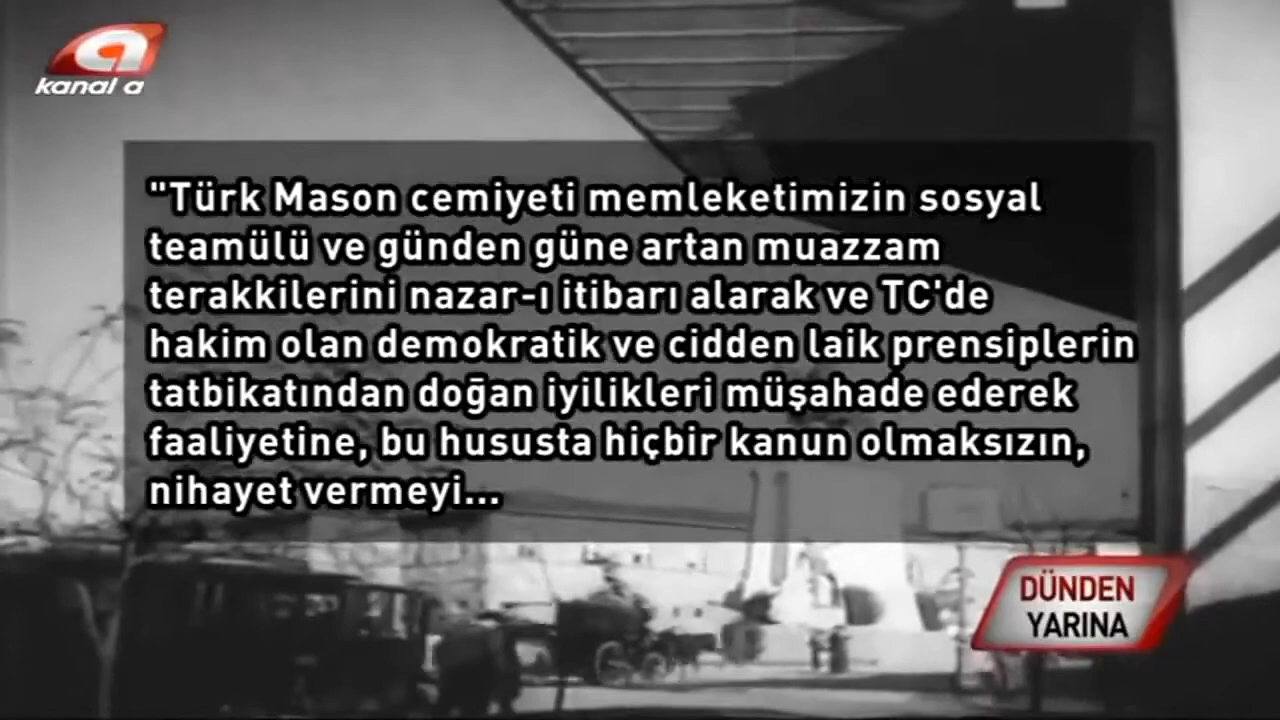 a
kanal a
"Türk Mason cemiyeti memleketimizin sosyal
teamülü ve günden güne artan muazzam
terakkilerini nazar-ı itibarı alarak ve TC'de
hakim olan demokratik ve cidden laik prensiplerin
tatbikatından doğan iyilikleri müşahade ederek
faaliyetine, bu hususta hiçbir kanun olmaksızın,
nihayet vermeyi...
DÜNDEN
YARINA